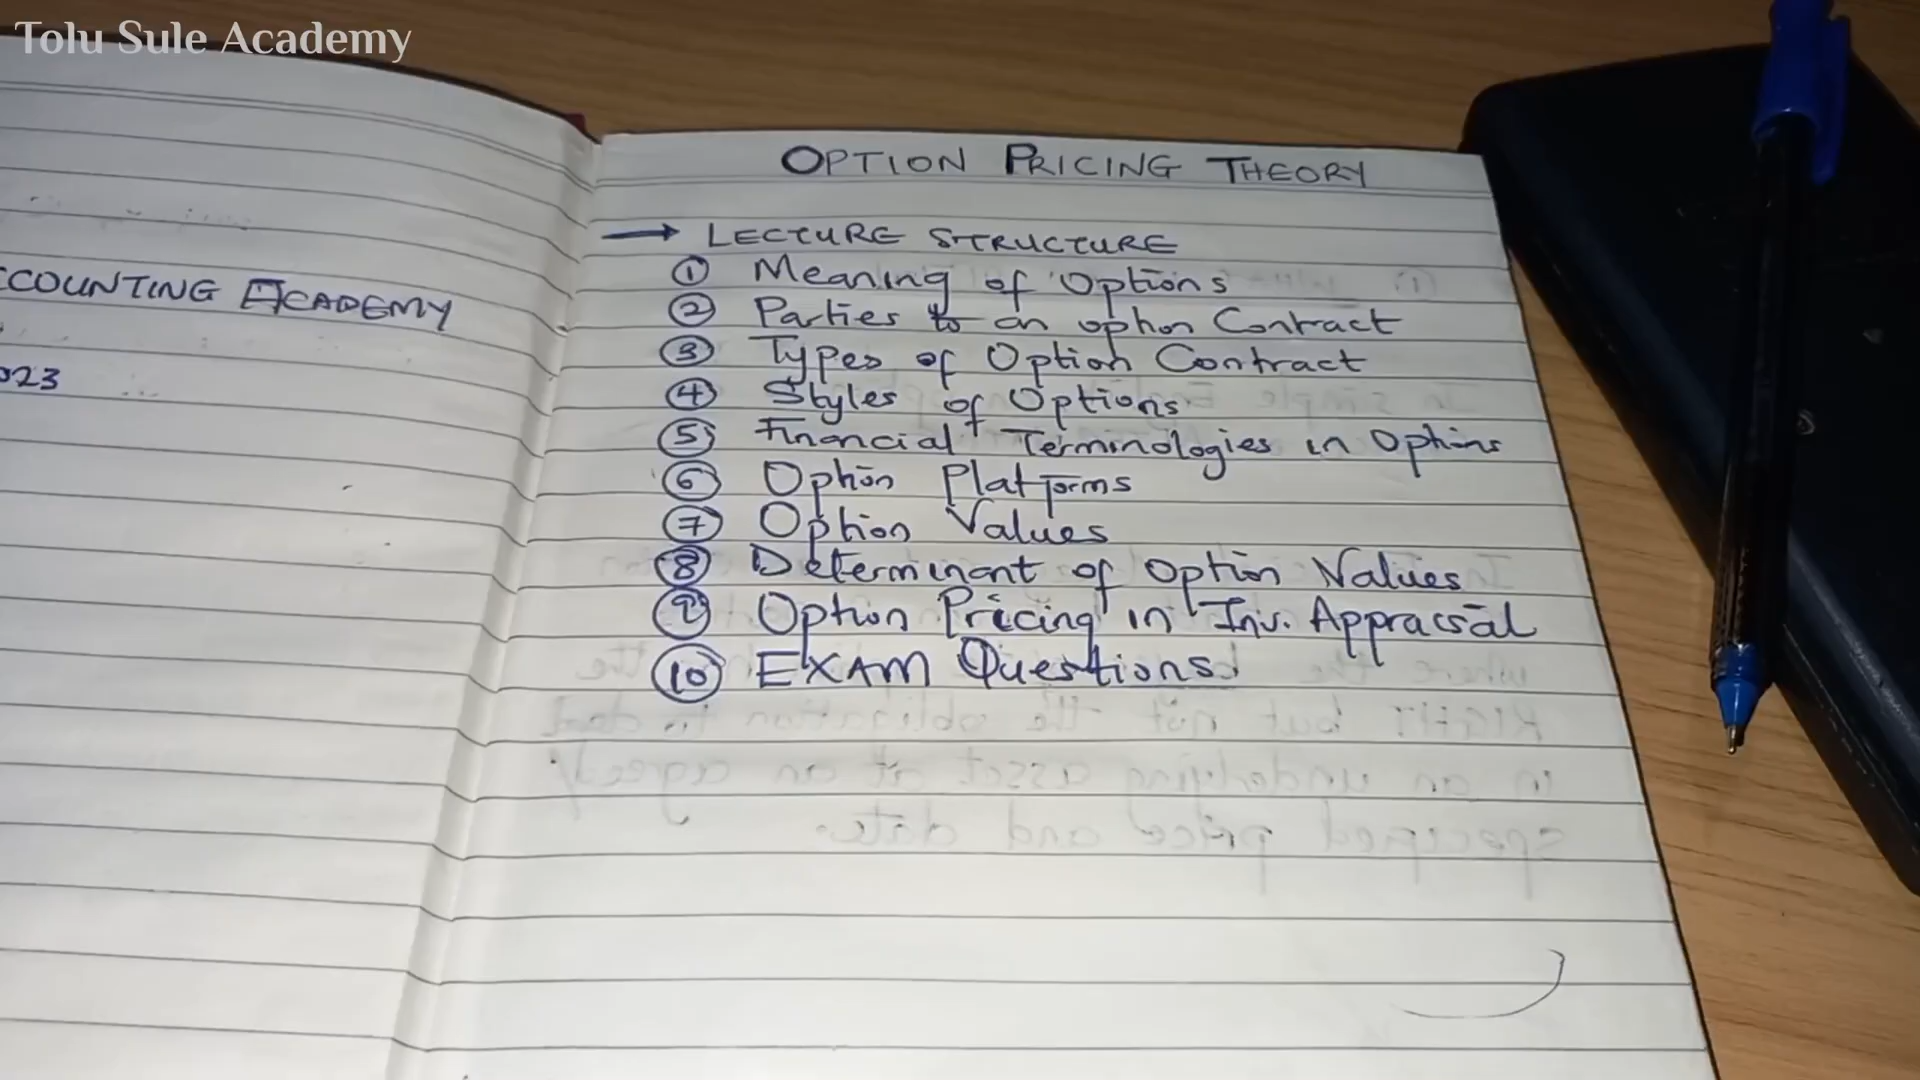 Tolu Sule Academy
CCOUNTING ACADEMY
023
OPTION PRICING THEORY
→ LECTURE STRUCTURE
① Meaning of Options
② Parties to an option Contract
③ Types of Option Contract
④ Styles of Options
⑤ Financial Terminologies in Options
⑥ Option Platforms
⑦ Option Values
⑧ Determinant of Option Values
⑨ Option Pricing in Inv. Appraisal
⑩ EXAM Questions